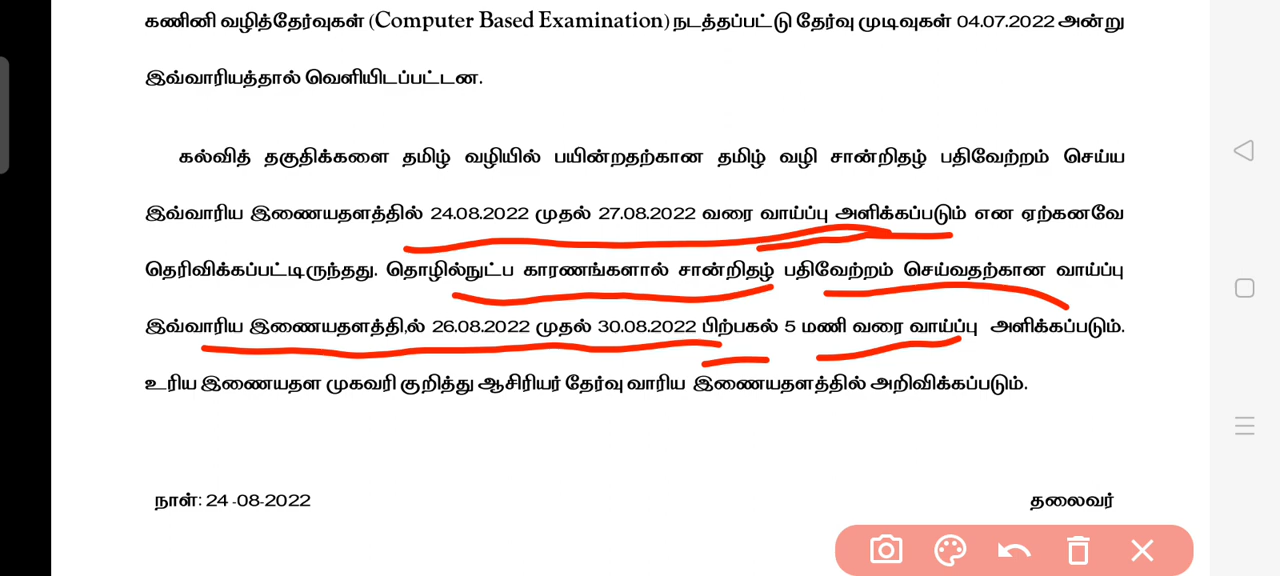 கணினி வழித்தேர்வுகள் (Computer Based Examination) நடத்தப்பட்டு தேர்வு முடிவுகள் 04.07.2022 அன்று
இவ்வாரியத்தால் வெளியிடப்பட்டன.
கல்வித் தகுதிக்களை தமிழ் வழியில் பயின்றதற்கான தமிழ் வழி சான்றிதழ் பதிவேற்றம் செய்ய
இவ்வாரிய இணையதளத்தில் 24.08.2022 முதல் 27.08.2022 வரை வாய்ப்பு அளிக்கப்படும் என ஏற்கனவே
தெரிவிக்கப்பட்டிருந்தது. தொழில்நுட்ப காரணங்களால் சான்றிதழ் பதிவேற்றம் செய்வதற்கான வாய்ப்பு
இவ்வாரிய இணையதளத்தி,ல் 26.08.2022 முதல் 30.08.2022 பிற்பகல் 5 மணி வரை வாய்ப்பு அளிக்கப்படும்.
உரிய இணையதள முகவரி குறித்து ஆசிரியர் தேர்வு வாரிய இணையதளத்தில் அறிவிக்கப்படும்.
நாள்: 24 -08-2022 தலைவர்